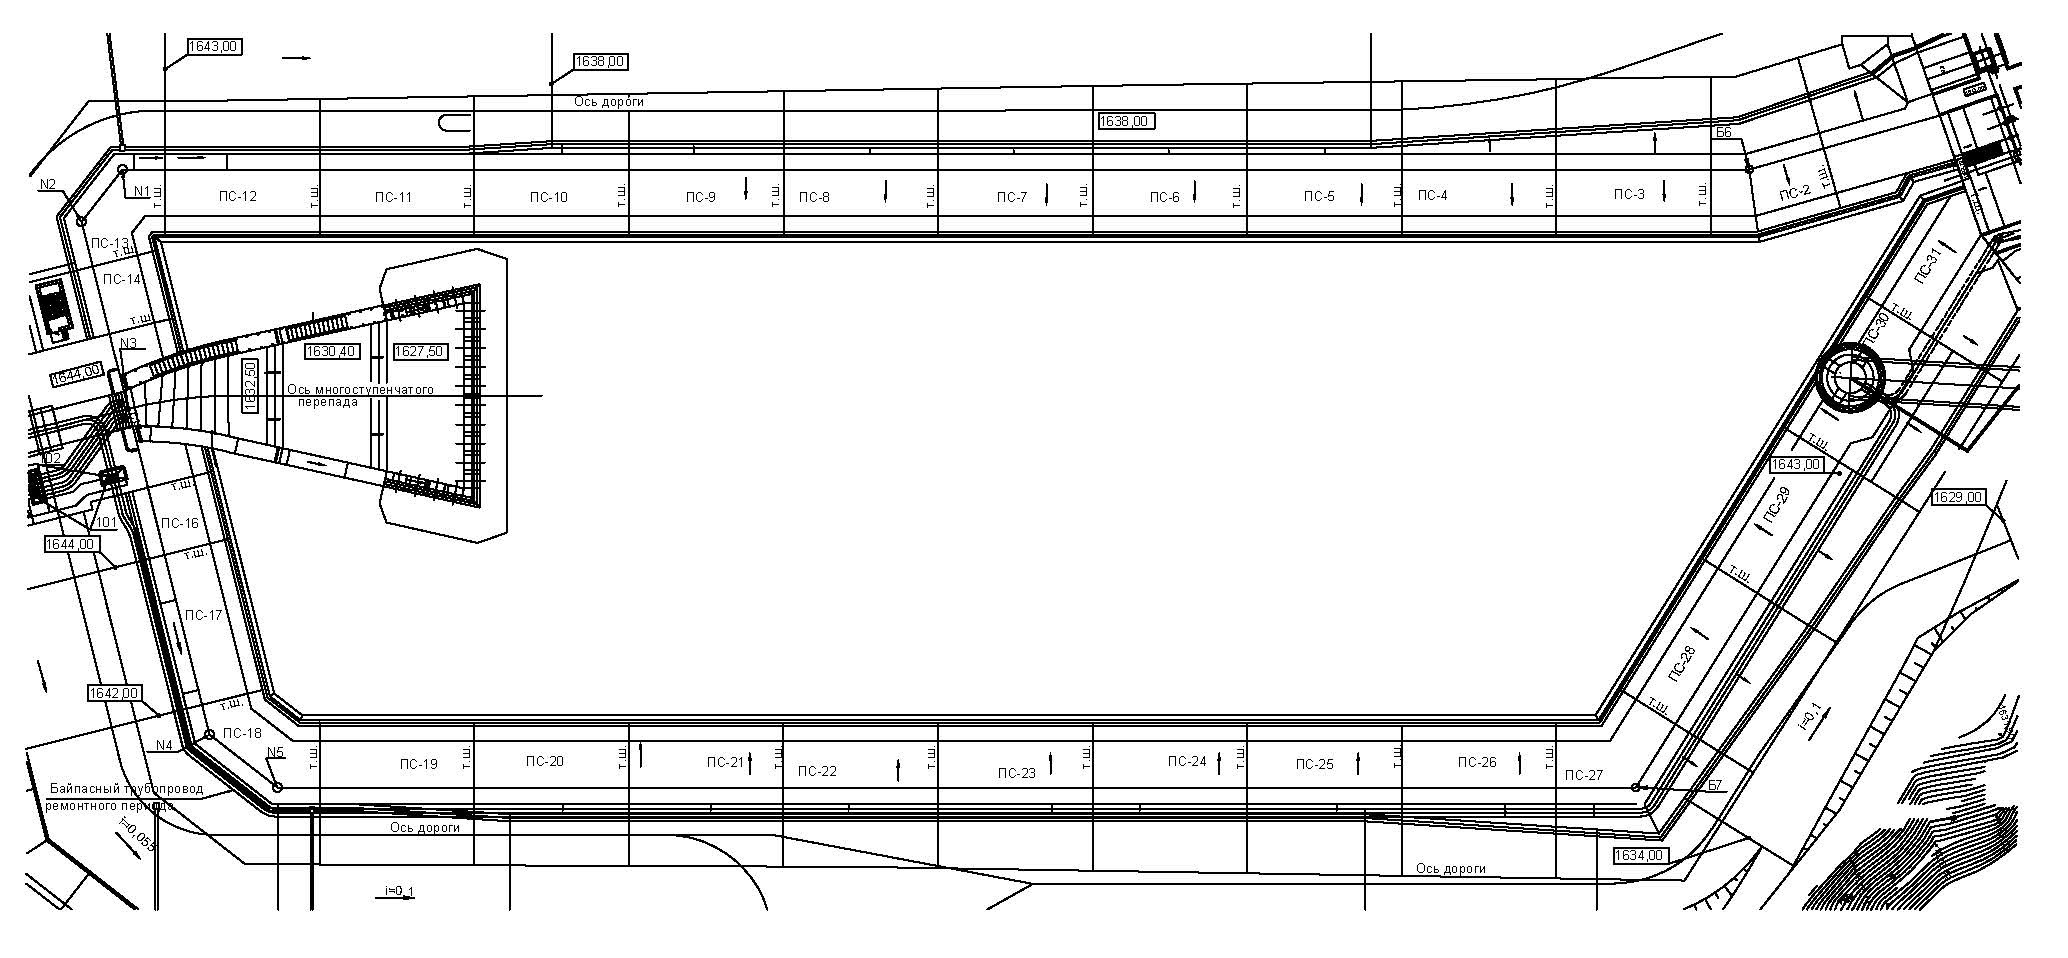 1643,00
1638,00
Ось дороги
1638,00
Б6
N2
N1
т.ш.
ПС-12
т.ш.
ПС-11
т.ш.
ПС-10
т.ш.
ПС-9
т.ш.
ПС-8
т.ш.
ПС-7
т.ш.
ПС-6
т.ш.
ПС-5
т.ш.
ПС-4
т.ш.
ПС-3
т.ш.
ПС-2
т.ш.
ПС-13
т.ш.
ПС-14
т.ш.
ПС-31
т.ш.
ПС-30
N3
1644,00
1632,50
1630,40
1627,50
Ось многоступенчатого
перепада
т.ш.
1643,00
1629,00
т.ш.
ПС-16
101
1644,00
т.ш.
ПС-29
т.ш.
ПС-17
ПС-28
т.ш.
1642,00
т.ш.
i=0,1
N4
ПС-18
N5
т.ш.
ПС-19
т.ш.
ПС-20
т.ш.
ПС-21
т.ш.
ПС-22
т.ш.
ПС-23
т.ш.
ПС-24
т.ш.
ПС-25
т.ш.
ПС-26
т.ш.
ПС-27
Б7
Байпасный трубопровод
ремонтного периода
i=0,055
Ось дороги
1634,00
Ось дороги
i=0,1